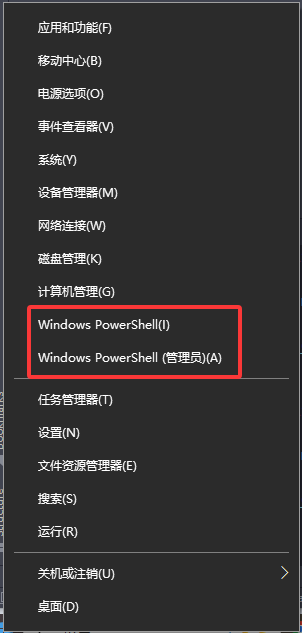 应用和功能(F)
移动中心(B)
电源选项(O)
事件查看器(V)
系统(Y)
设备管理器(M)
网络连接(W)
磁盘管理(K)
计算机管理(G)
Windows PowerShell(I)
Windows PowerShell (管理员)(A)
任务管理器(T)
设置(N)
文件资源管理器(E)
搜索(S)
运行(R)
关机或注销(U)
桌面(D)